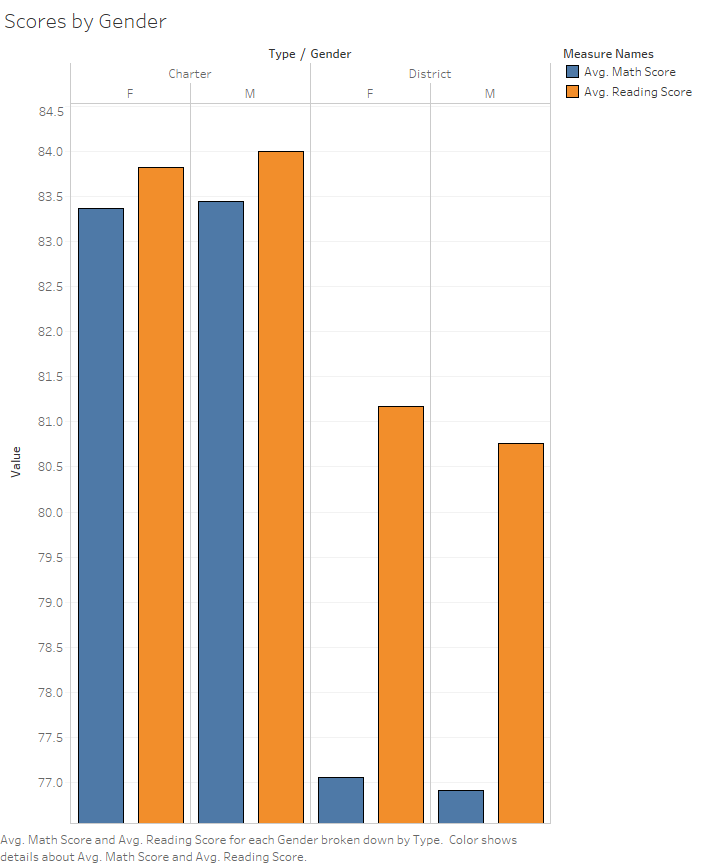 Scores by Gender
Type / Gender
Measure Names
Charter
District
Avg. Math Score
F
M
F
M
Avg. Reading Score
84.5
84.0
83.5
83.0
82.5
82.0
81.5
81.0
80.5
80.0
79.5
79.0
78.5
78.0
77.5
77.0
Value
Avg. Math Score and Avg. Reading Score for each Gender broken down by Type.  Color shows
details about Avg. Math Score and Avg. Reading Score.